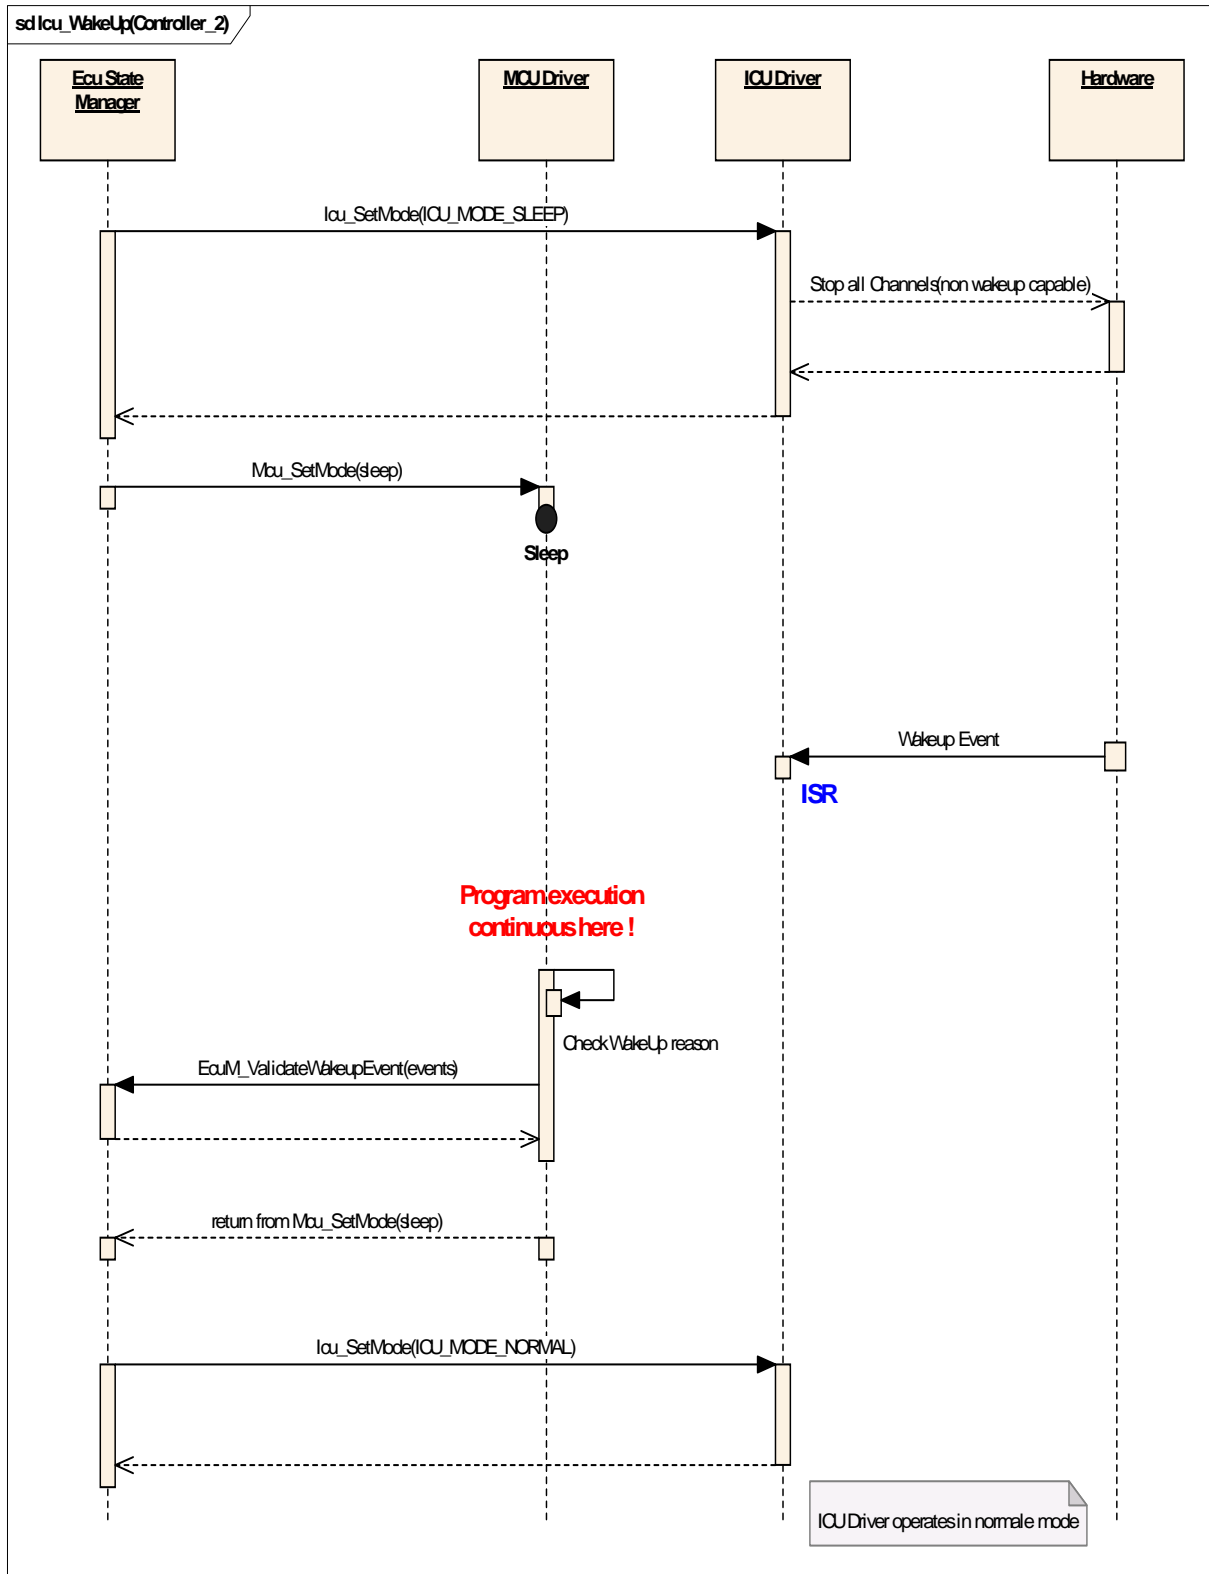 sd Icu_WakeUp(Controller_2)
Ecu State
Manager
MCU Driver
ICU Driver
Hardware
Icu_SetMode(ICU_MODE_SLEEP)
Stop all Channels(non wakeup capable)
Mcu_SetMode(sleep)
Sleep
Wakeup Event
ISR
Program execution
continuous here !
Check WakeUp reason
EcuM_ValidateWakeupEvent(events)
return from Mcu_SetMode(sleep)
Icu_SetMode(ICU_MODE_NORMAL)
ICU Driver operates in normale mode